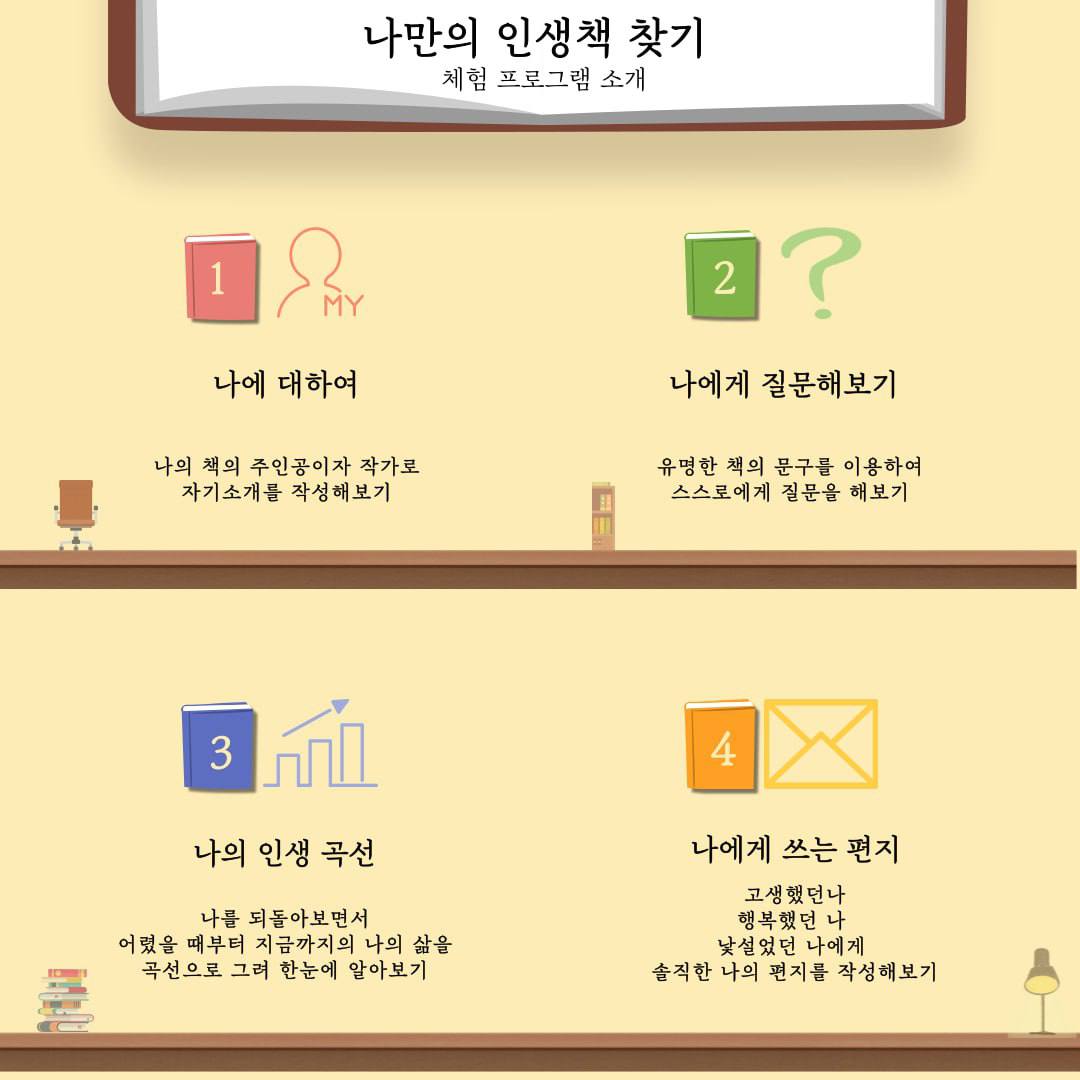 나만의 인생책 찾기
체험 프로그램 소개
1
MY
나에 대하여
나의 책의 주인공이자 작가로
자기소개를 작성해보기
2
?
나에게 질문해보기
유명한 책의 문구를 이용하여
스스로에게 질문을 해보기
3
나의 인생 곡선
나를 되돌아보면서
어렸을 때부터 지금까지의 나의 삶을
곡선으로 그려 한눈에 알아보기
4
나에게 쓰는 편지
고생했던나
행복했던 나
낯설었던 나에게
솔직한 나의 편지를 작성해보기